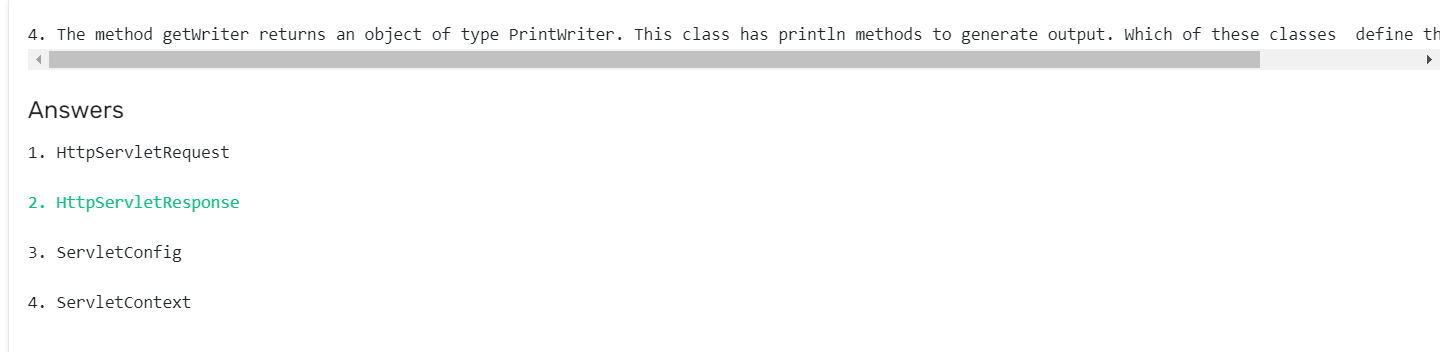 4. The method getWriter returns an object of type PrintWriter. This class has println methods to generate output. Which of these classes  define th
Answers
1. HttpServletRequest
2. HttpServletResponse
3. ServletConfig
4. ServletContext